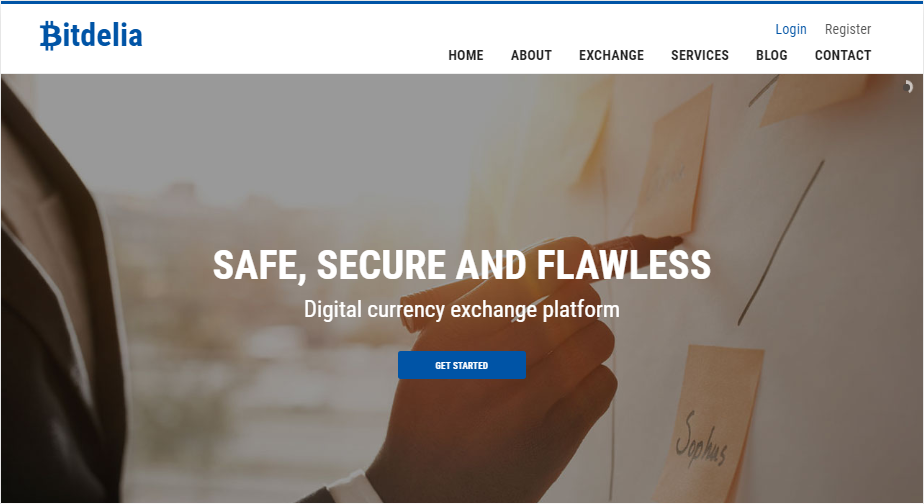 ₿itdelia
Login Register
HOME ABOUT EXCHANGE SERVICES BLOG CONTACT
SAFE, SECURE AND FLAWLESS
Digital currency exchange platform
GET STARTED
Sophus